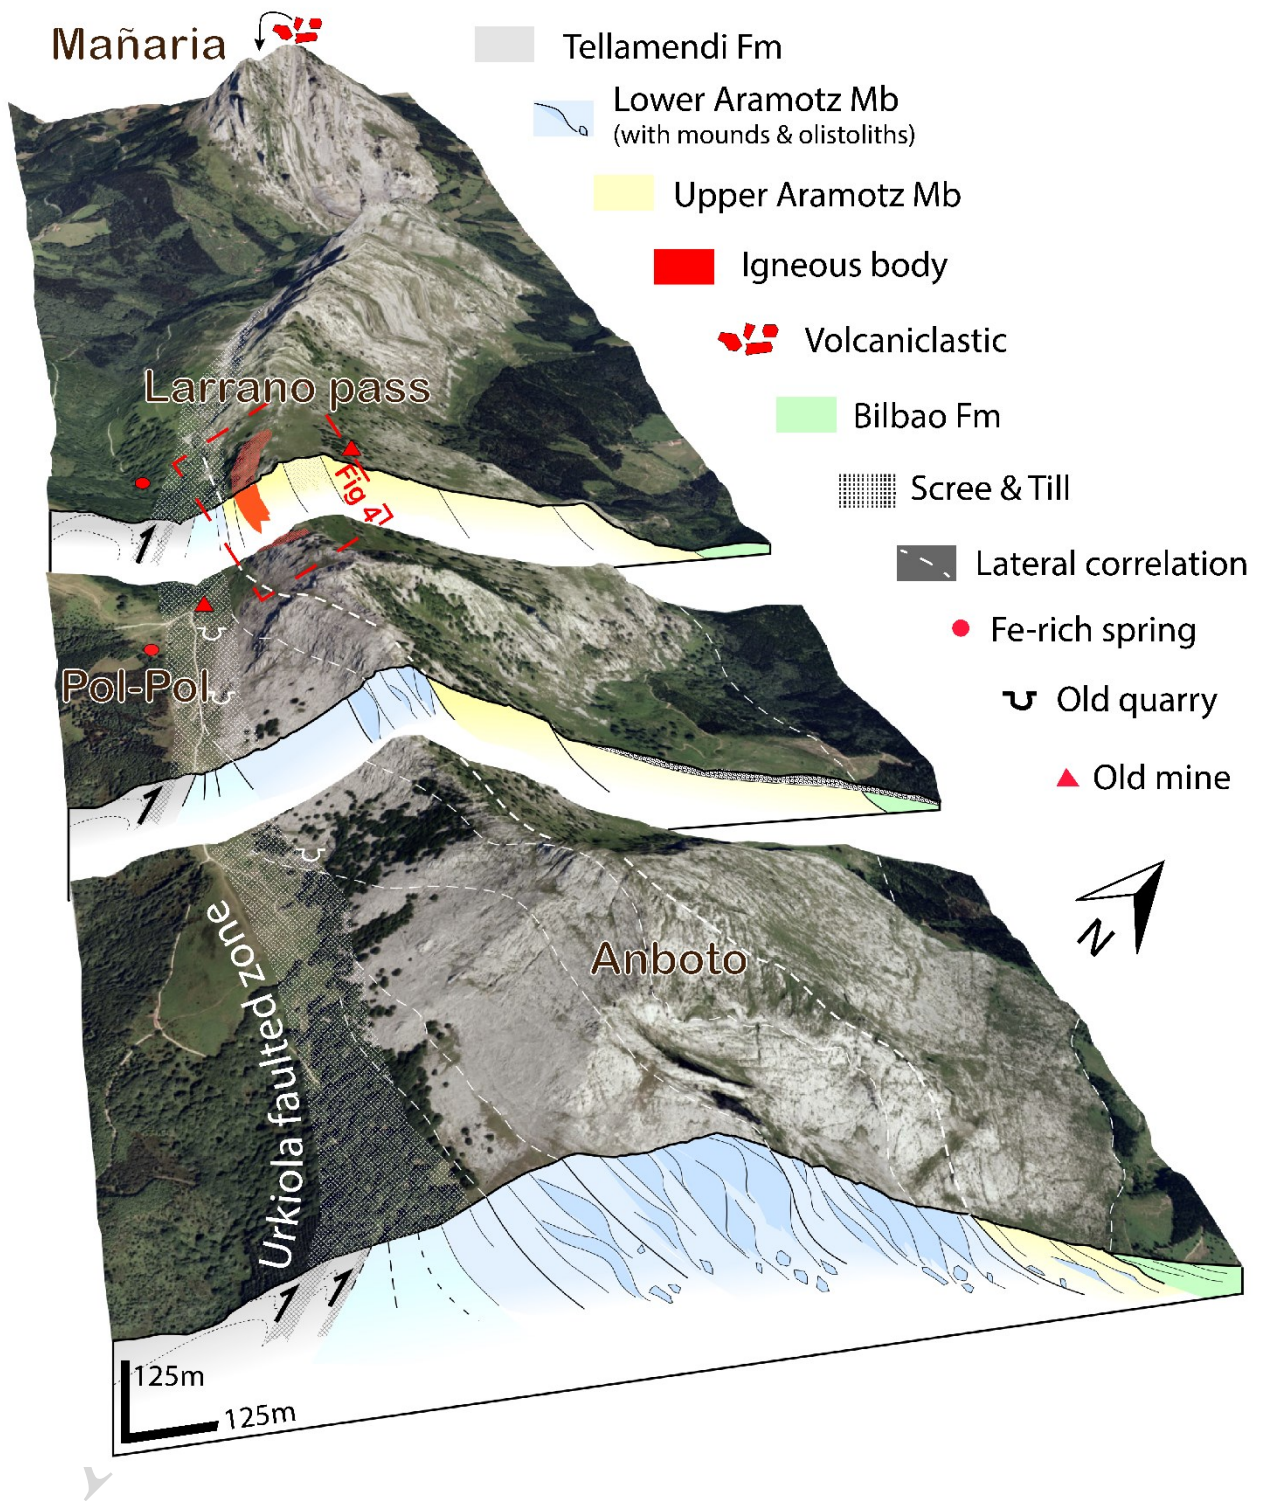 Mañaria
Tellamendi Fm
Lower Aramotz Mb
(with mounds & olistoliths)
Upper Aramotz Mb
Igneous body
Volcaniclastic
Bilbao Fm
Scree & Till
Lateral correlation
Fe-rich spring
Old quarry
Old mine
Larrano pass
Fig 4
Pol-Pol
N
Anboto
Urkiola faulted zone
125m
125m